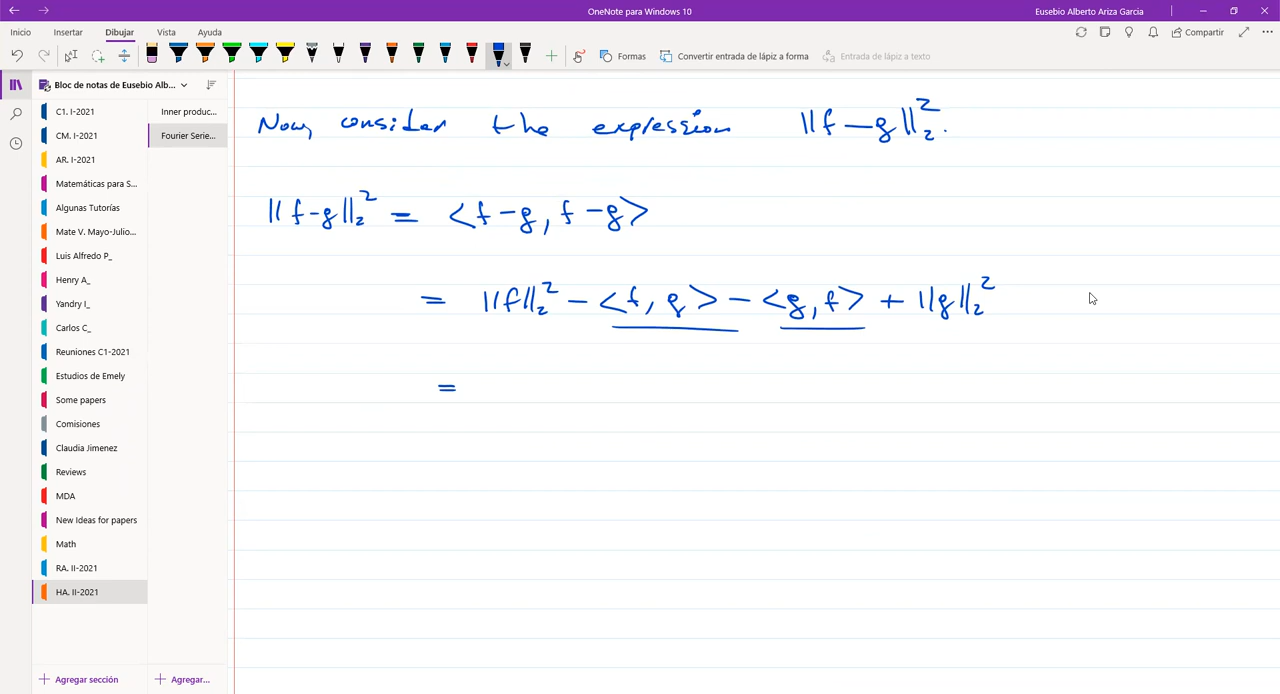 OneNote para Windows 10
Eusebio Alberto Ariza Garcia
Inicio Insertar Dibujar Vista Ayuda
Compartir
Formas Convertir entrada de lápiz a forma Entrada de lápiz a texto
Bloc de notas de Eusebio Alb...
C1. I-2021
CM. I-2021
AR. I-2021
Matemáticas para S...
Algunas Tutorías
Mate V. Mayo-Julio...
Luis Alfredo P_
Henry A_
Yandry I_
Carlos C_
Reuniones C1-2021
Estudios de Emely
Some papers
Comisiones
Claudia Jimenez
Reviews
MDA
New Ideas for papers
Math
RA. II-2021
HA. II-2021
Agregar sección
Inner produc...
Fourier Serie...
Agregar...
Now, consider the expression ||f-g||₂².
||f-g||₂² = <f-g, f-g>
= ||f||₂² - <f, g> - <g, f> + ||g||₂²
=